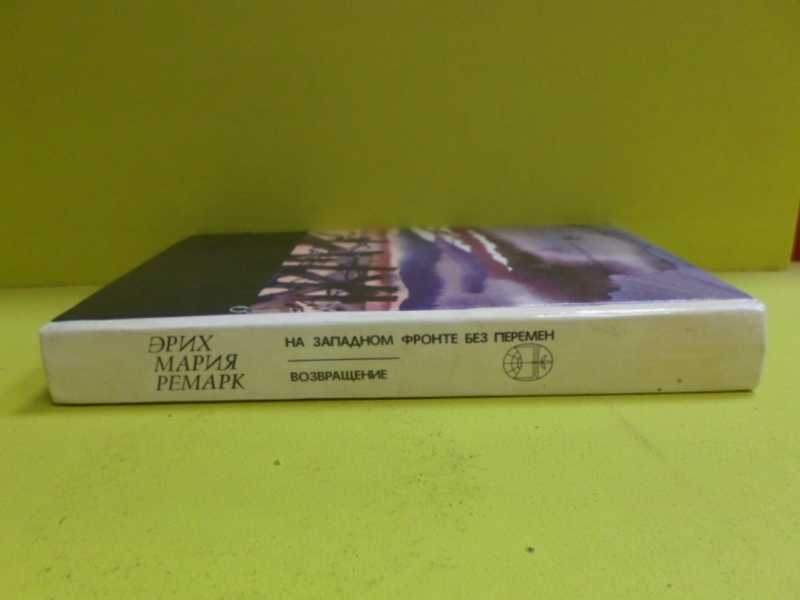 ЭРИХ
МАРИЯ
РЕМАРК
НА ЗАПАДНОМ ФРОНТЕ БЕЗ ПЕРЕМЕН
ВОЗВРАЩЕНИЕ